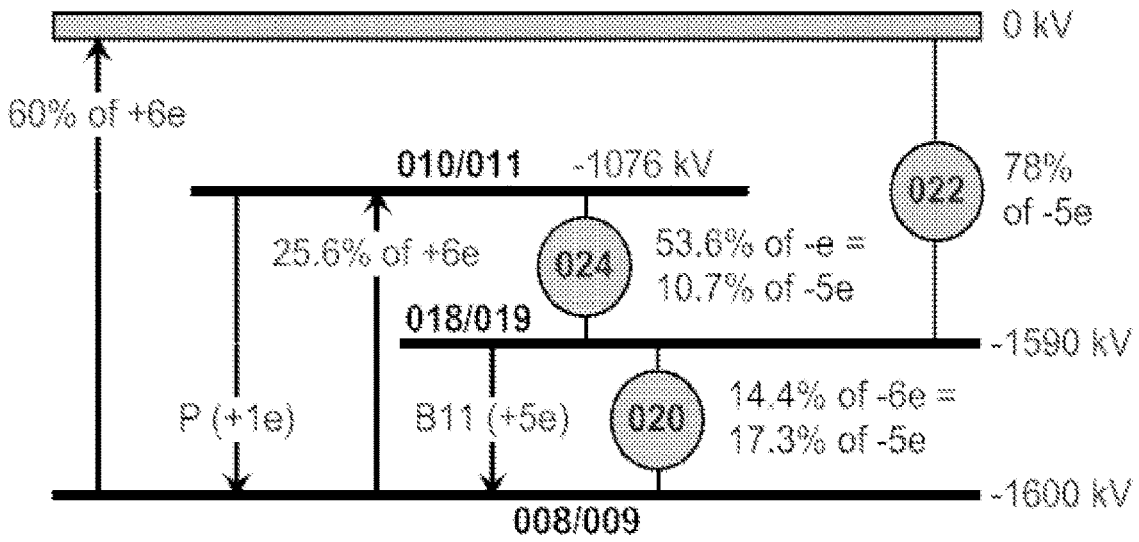 0 kV
60% of +6e
010/011
-1076 kV
022
78%
of -5e
25.6% of +6e
024
53.6% of -e =
10.7% of -5e
018/019
-1590 kV
P (+1e)
B11 (+5e)
020
14.4% of -6e =
17.3% of -5e
-1600 kV
008/009